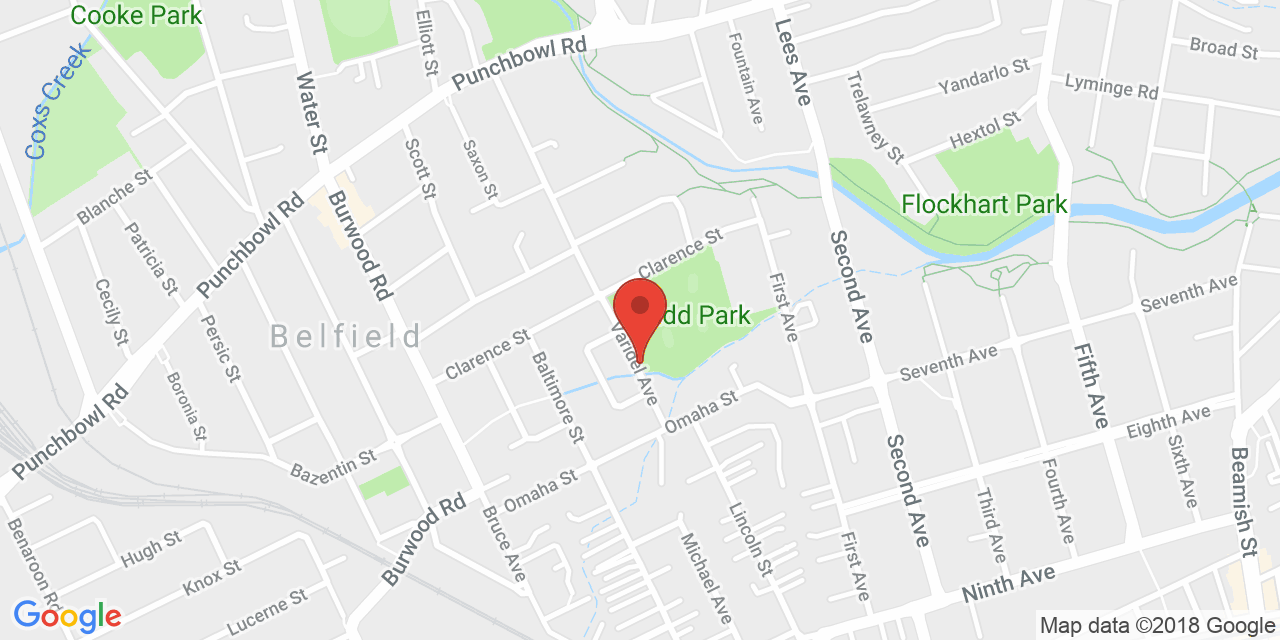 Cooke Park
Elliott St
Lees Ave
Punchbowl Rd
Fountain Ave
Broad St
Coxs Creek
Water St
Trelawney St
Yandarlo St
Lyminge Rd
Hextol St
Scott St
Saxon St
Blanche St
Burwood Rd
Flockhart Park
Patricia St
Punchbowl Rd
Clarence St
Second Ave
First Ave
Seventh Ave
Cecily St
Persic St
Belfield
dd Park
Clarence St
Varidel Ave
Seventh Ave
Fifth Ave
Baltimore St
Boronia St
Punchbowl Rd
Omaha St
Eighth Ave
Bazentin St
Second Ave
Sixth Ave
Beamish St
Omaha St
Burwood Rd
Bruce Ave
Lincoln St
Third Ave
Fourth Ave
Benaroon Rd
Hugh St
Knox St
Michael Ave
First Ave
Ninth Ave
Lucerne St
Google
Map data ©2018 Google